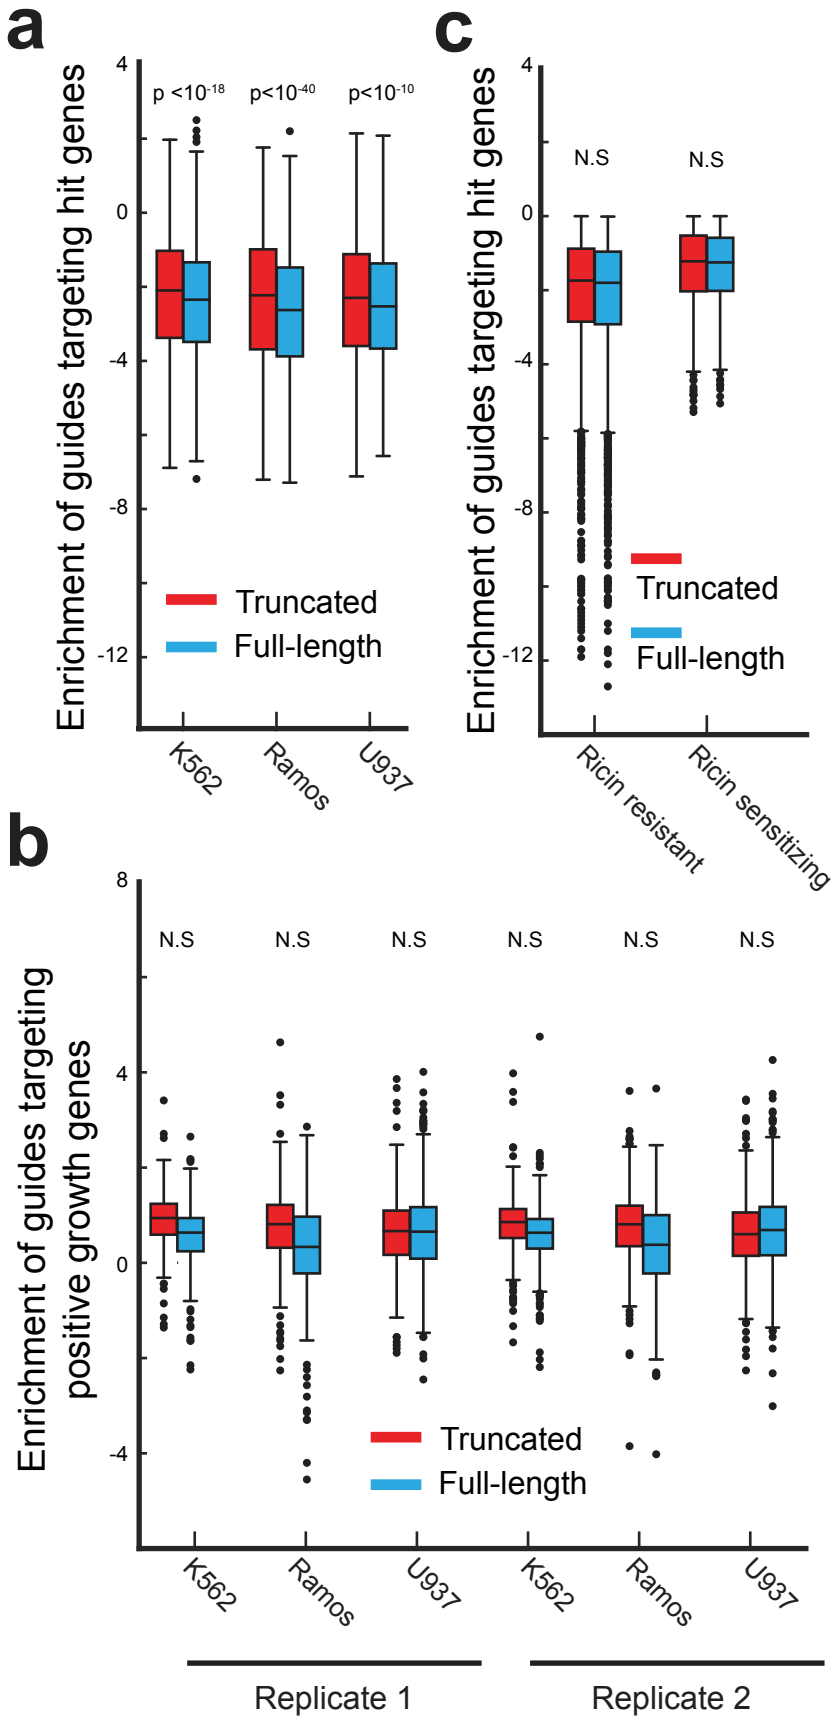 a
Enrichment of guides targeting hit genes
4
0
-4
-8
-12
p <10-18
p<10-40
p<10-10
Truncated
Full-length
K562
Ramos
U937
c
Enrichment of guides targeting hit genes
4
0
-4
-8
-12
N.S
N.S
Truncated
Full-length
Ricin resistant
Ricin sensitizing
b
Enrichment of guides targeting
positive growth genes
8
4
0
-4
N.S
N.S
N.S
N.S
N.S
N.S
Truncated
Full-length
K562
Ramos
U937
K562
Ramos
U937
Replicate 1
Replicate 2